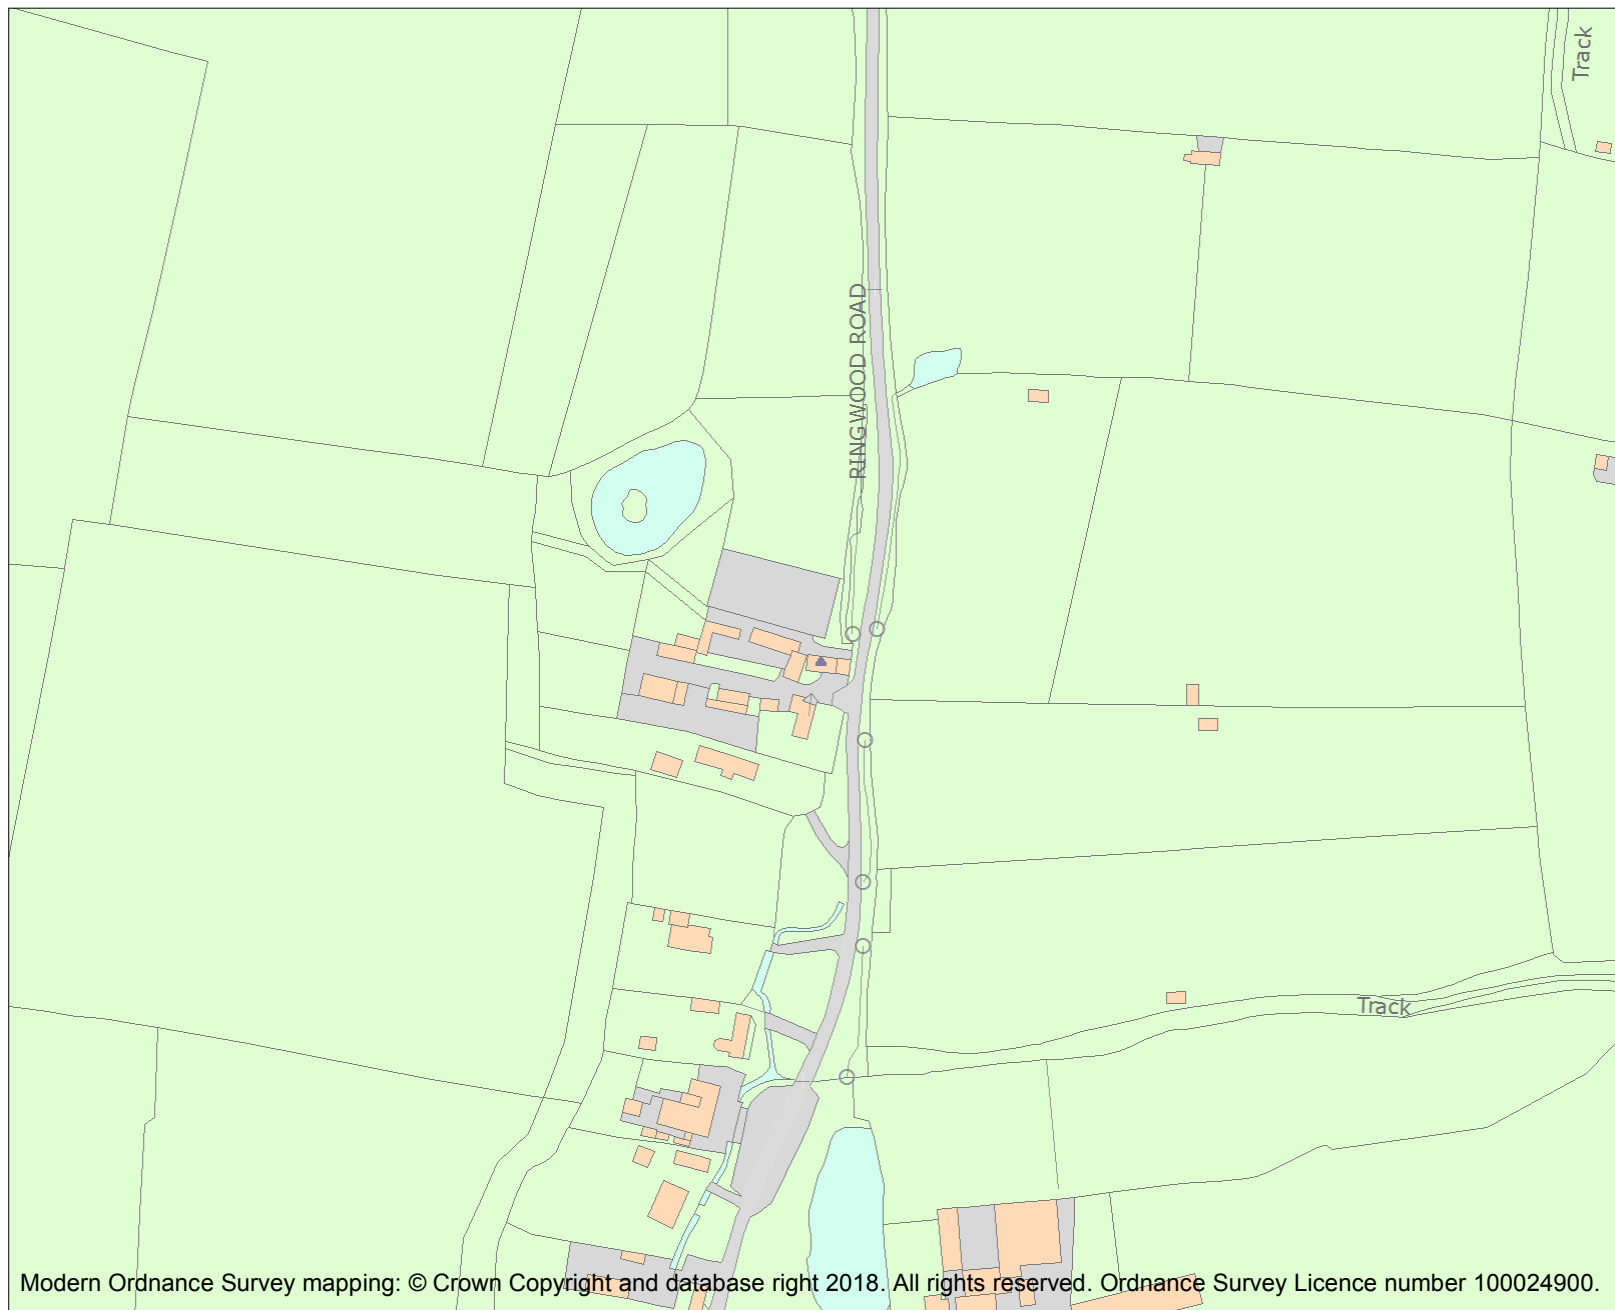 Track
RINGWOOD ROAD
Track
Modern Ordnance Survey mapping: © Crown Copyright and database right 2018. All rights reserved. Ordnance Survey Licence number 100024900.